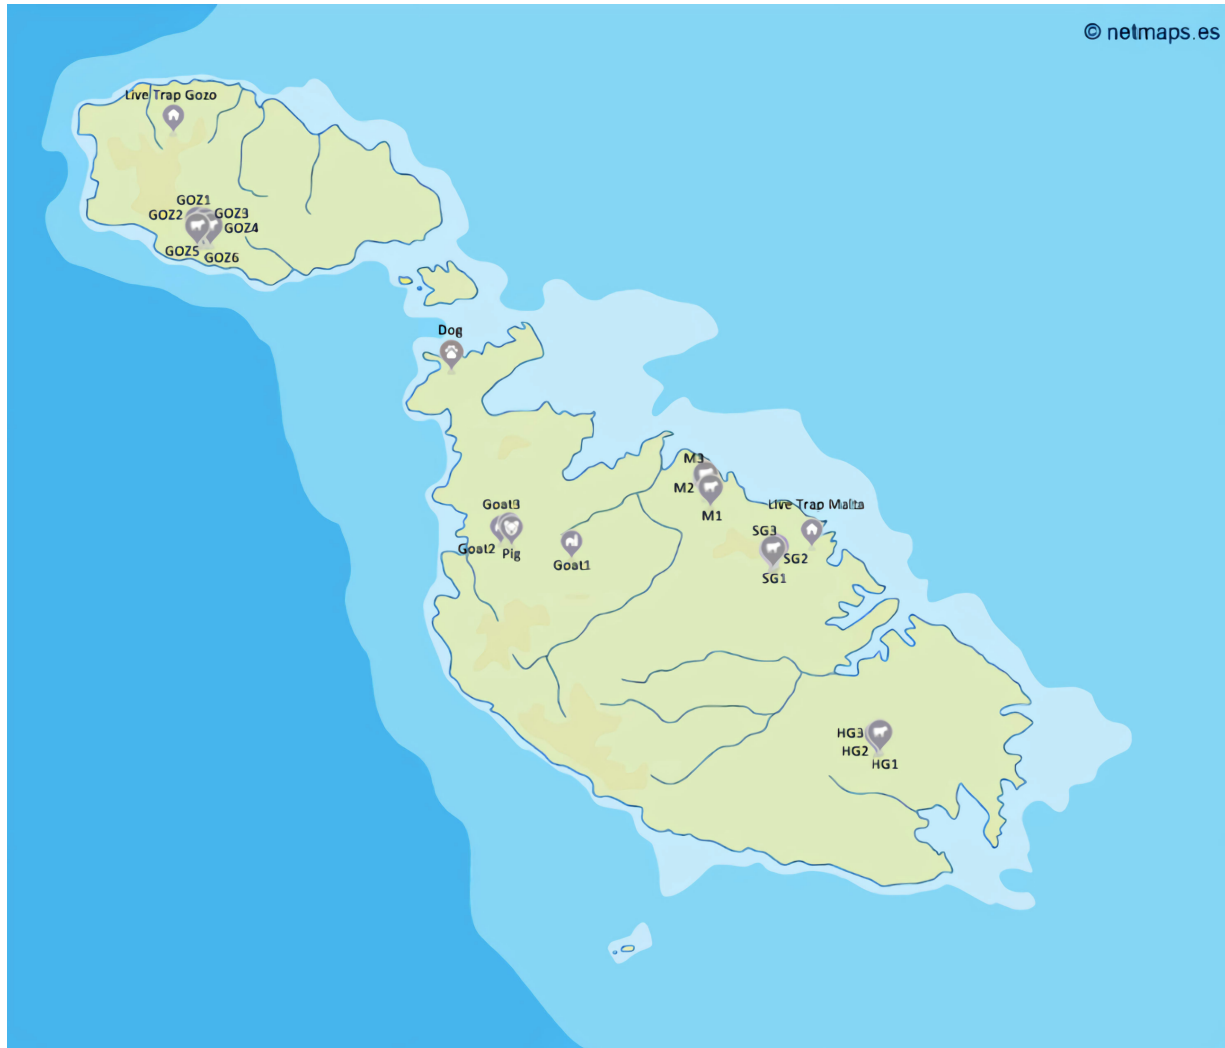 © netmaps.es
Live Trap Gozo
GOZ1
GOZ2
GOZ3
GOZ4
GOZ5
GOZ6
Dog
M3
M2
M1
Live Trap Malta
SG3
SG2
SG1
Goat3
Goat2
Pig
Goat1
HG3
HG2
HG1